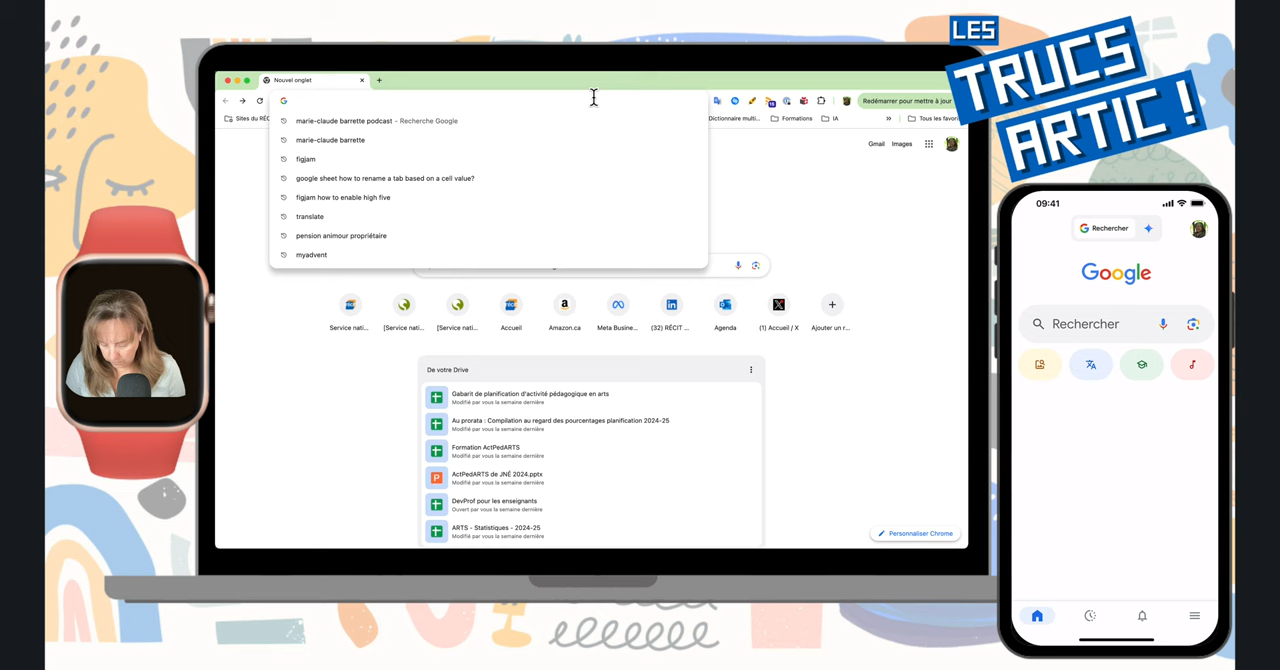 LES
TRUCS
ARTIC !
Nouvel onglet
Redémarrer pour mettre à jour
Sites du RÉC
Dictionnaire multi...
Formations
IA
»
Tous les favori
marie-claude barrette podcast – Recherche Google
marie-claude barrette
figjam
google sheet how to rename a tab based on a cell value?
figjam how to enable high five
translate
pension animour propriétaire
myadvent
Gmail
Images
Service nati...
[Service nati...
[Service nati...
Accueil
Amazon.ca
Meta Busine...
(32) RÉCIT ...
Agenda
(1) Accueil / X
Ajouter un r...
De votre Drive
Gabarit de planification d'activité pédagogique en arts
Modifié par vous la semaine dernière
Au prorata : Compilation au regard des pourcentages planification 2024-25
Modifié par vous la semaine dernière
Formation ActPedARTS
Modifié par vous la semaine dernière
ActPedARTS de JNÉ 2024.pptx
Modifié par vous la semaine dernière
DevProf pour les enseignants
Ouvert par vous la semaine dernière
ARTS - Statistiques - 2024-25
Modifié par vous la semaine dernière
Personnaliser Chrome
09:41
Rechercher
Google
Rechercher